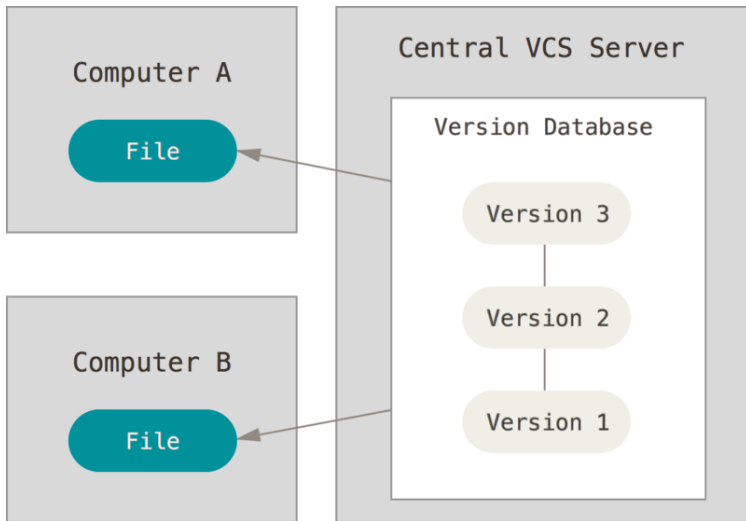 Computer A
File
Central VCS Server
Version Database
Version 3
Version 2
Version 1
Computer B
File